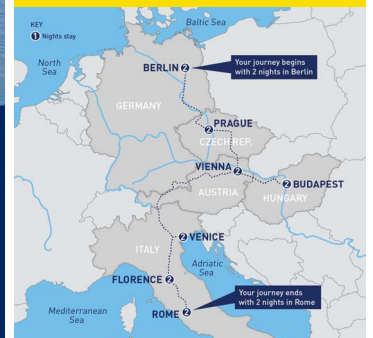 KEY
1 Nights stay
Baltic Sea
North
Sea
BERLIN 2
Your journey begins
with 2 nights in Berlin
GERMANY
2 PRAGUE
CZECH REP.
VIENNA 2
2 BUDAPEST
AUSTRIA
HUNGARY
2 VENICE
ITALY
Adriatic
Sea
FLORENCE 2
Your journey ends
with 2 nights in Rome
Mediterranean
Sea
ROME 2